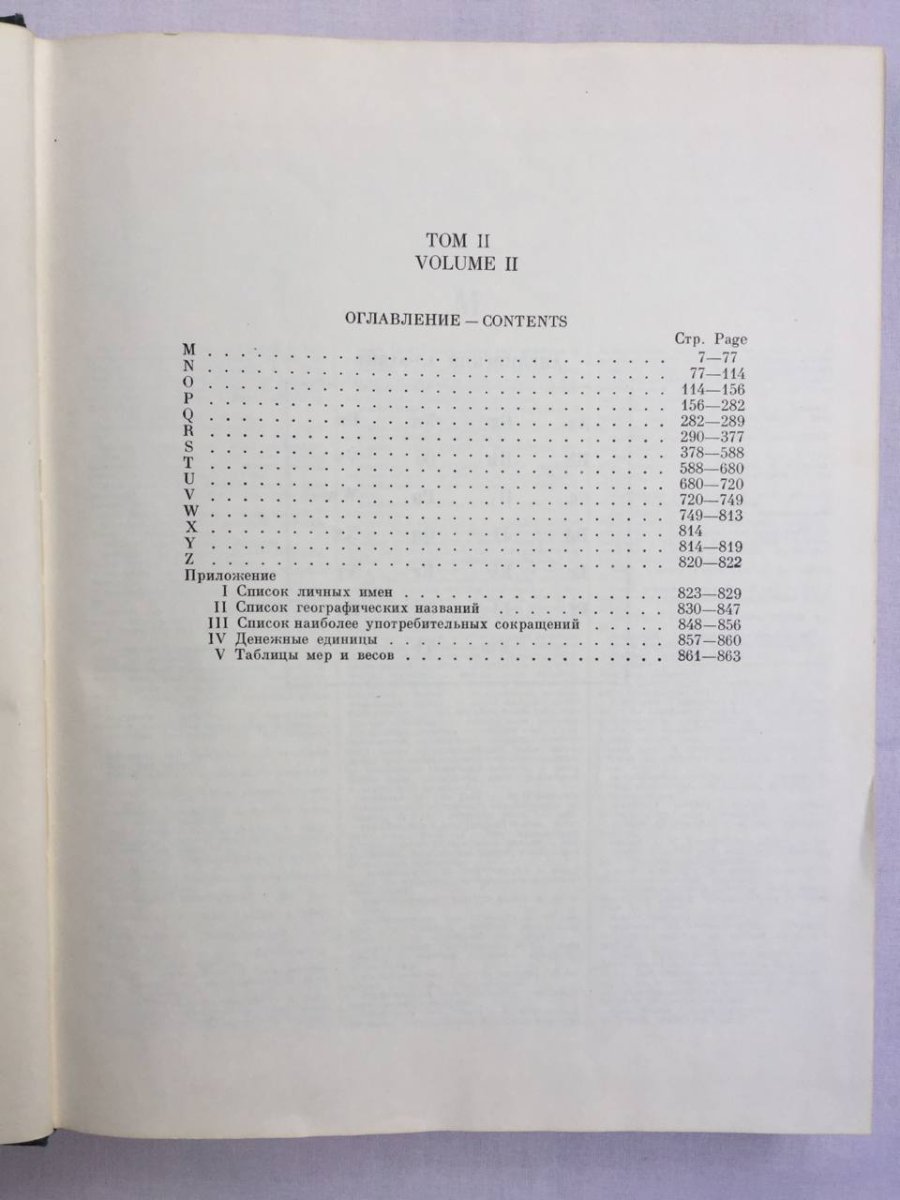 ТОМ II
VOLUME II
ОГЛАВЛЕНИЕ — CONTENTS
Стр. Page
M . . . . . . . . . . . . . . . . . . . . . . . . . . . . . 7—77
N . . . . . . . . . . . . . . . . . . . . . . . . . . . . . 77—114
O . . . . . . . . . . . . . . . . . . . . . . . . . . . . . 114—156
P . . . . . . . . . . . . . . . . . . . . . . . . . . . . . 156—282
Q . . . . . . . . . . . . . . . . . . . . . . . . . . . . . 282—289
R . . . . . . . . . . . . . . . . . . . . . . . . . . . . . 290—377
S . . . . . . . . . . . . . . . . . . . . . . . . . . . . . 378—588
T . . . . . . . . . . . . . . . . . . . . . . . . . . . . . 588—680
U . . . . . . . . . . . . . . . . . . . . . . . . . . . . . 680—720
V . . . . . . . . . . . . . . . . . . . . . . . . . . . . . 720—749
W . . . . . . . . . . . . . . . . . . . . . . . . . . . . . 749—813
X . . . . . . . . . . . . . . . . . . . . . . . . . . . . . 814
Y . . . . . . . . . . . . . . . . . . . . . . . . . . . . . 814—819
Z . . . . . . . . . . . . . . . . . . . . . . . . . . . . . 820—822
Приложение
I Список личных имен . . . . . . . . . . . . . . . . . 823—829
II Список географических названий . . . . . . . . . . 830—847
III Список наиболее употребительных сокращений . . . . . 848—856
IV Денежные единицы . . . . . . . . . . . . . . . . . . 857—860
V Таблицы мер и весов . . . . . . . . . . . . . . . . . 861—863